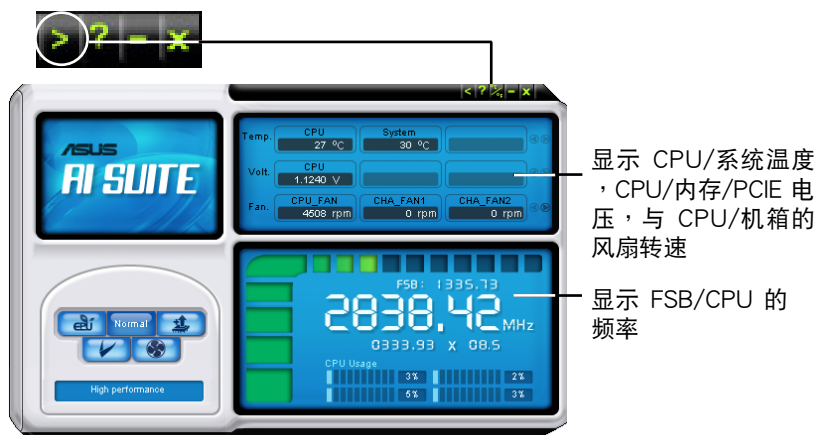 > ? - x
< ? °C/°F - x
ASUS
AI SUITE
Temp. CPU System
27 °C 30 °C
Volt. CPU
1.1240 V
Fan. CPU_FAN CHA_FAN1 CHA_FAN2
4508 rpm 0 rpm 0 rpm
显示 CPU/系统温度
，CPU/内存/PCIE 电
压，与 CPU/机箱的
风扇转速
FSB: 1335.73
2838.42 MHz
0333.93 x 08.5
CPU Usage
3% 2%
5% 3%
显示 FSB/CPU 的
频率
Normal
High performance